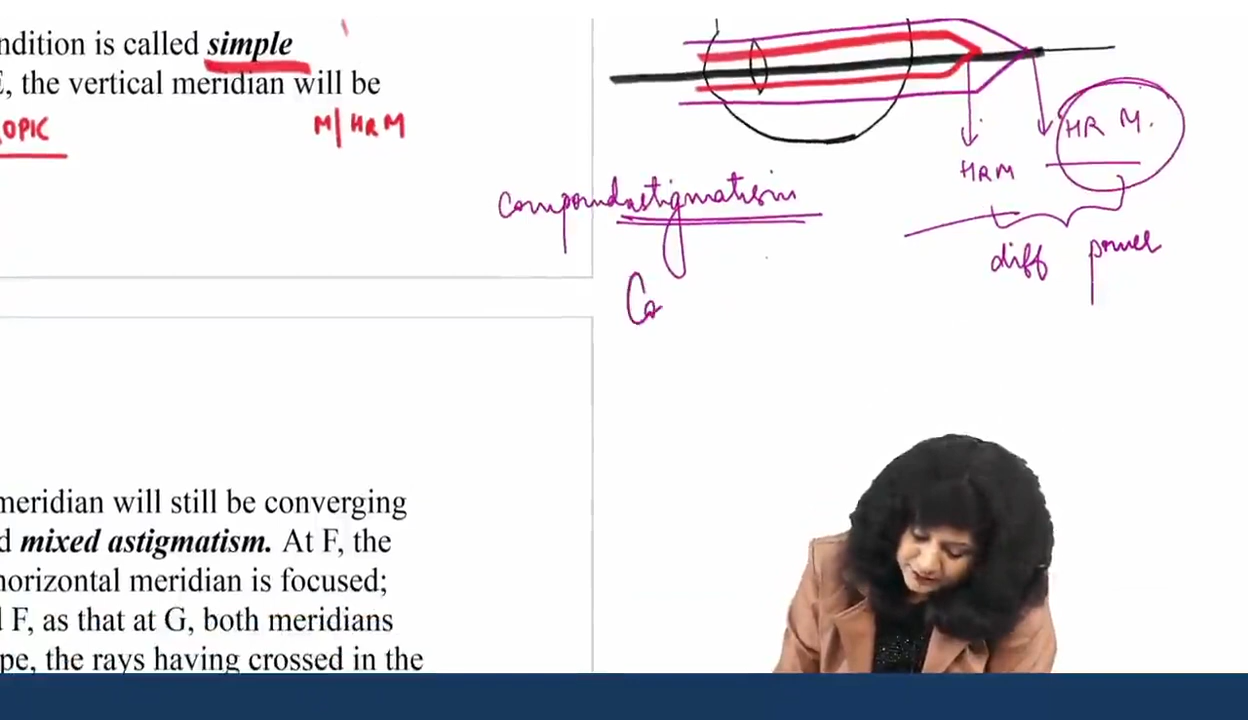 ndition is called simple
E, the vertical meridian will be
OPIC
M/HRM
HRM
HR M.
compound astigmatism
diff power
meridian will still be converging
d mixed astigmatism. At F, the
horizontal meridian is focused;
F, as that at G, both meridians
pe, the rays having crossed in the